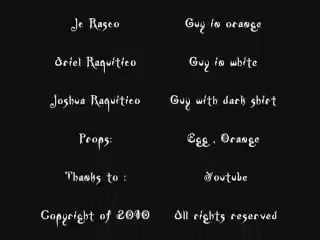 Jc Rasco Guy in orange
Ariel Raquitico Guy in white
Joshua Raquitico Guy with dark shirt
Props: Egg , Orange
Thanks to : Youtube
Copyright of 2010 All rights reserved